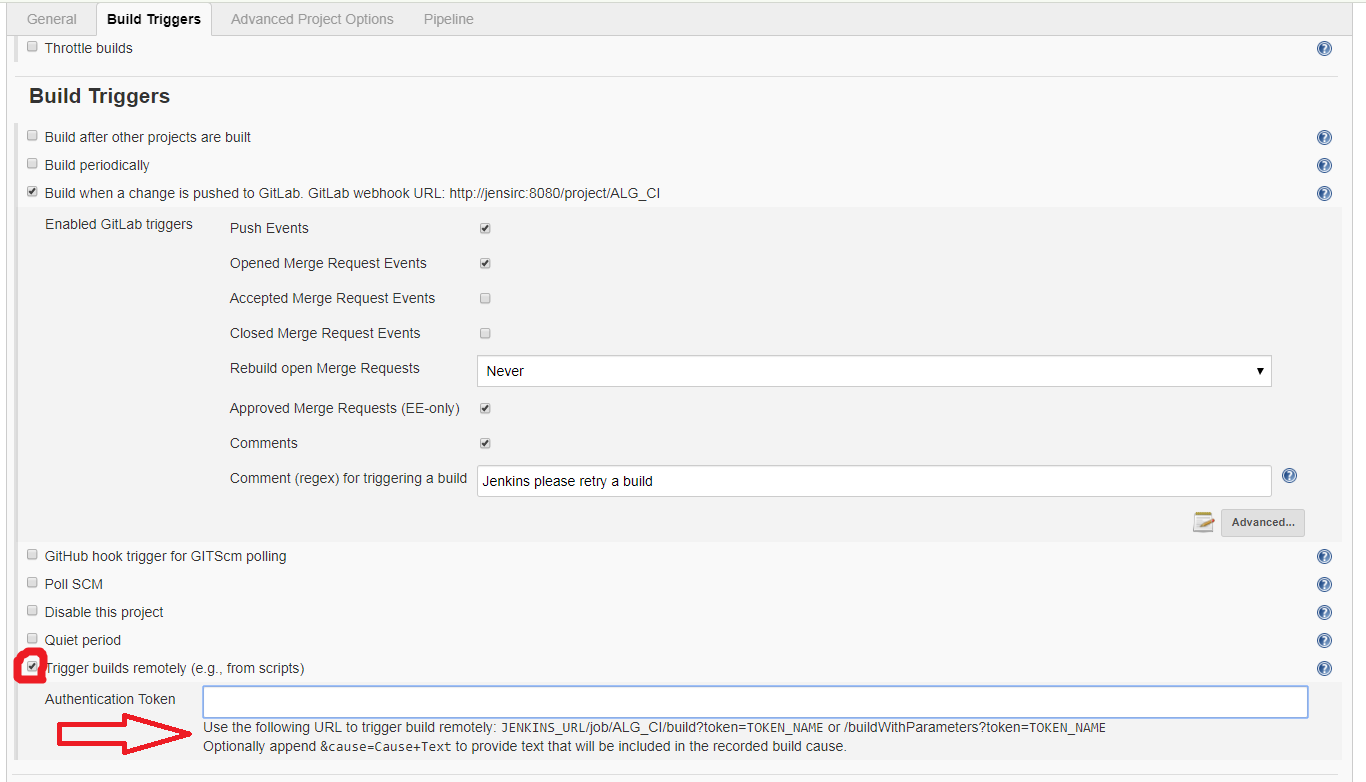 General Build Triggers Advanced Project Options Pipeline
Throttle builds
Build Triggers
Build after other projects are built
Build periodically
Build when a change is pushed to GitLab. GitLab webhook URL: http://jensirc:8080/project/ALG_CI
Enabled GitLab triggers
Push Events
Opened Merge Request Events
Accepted Merge Request Events
Closed Merge Request Events
Rebuild open Merge Requests Never
Approved Merge Requests (EE-only)
Comments
Comment (regex) for triggering a build Jenkins please retry a build
Advanced...
GitHub hook trigger for GITScm polling
Poll SCM
Disable this project
Quiet period
Trigger builds remotely (e.g., from scripts)
Authentication Token
Use the following URL to trigger build remotely: JENKINS_URL/job/ALG_CI/build?token=TOKEN_NAME or /buildWithParameters?token=TOKEN_NAME
Optionally append &cause=Cause+Text to provide text that will be included in the recorded build cause.